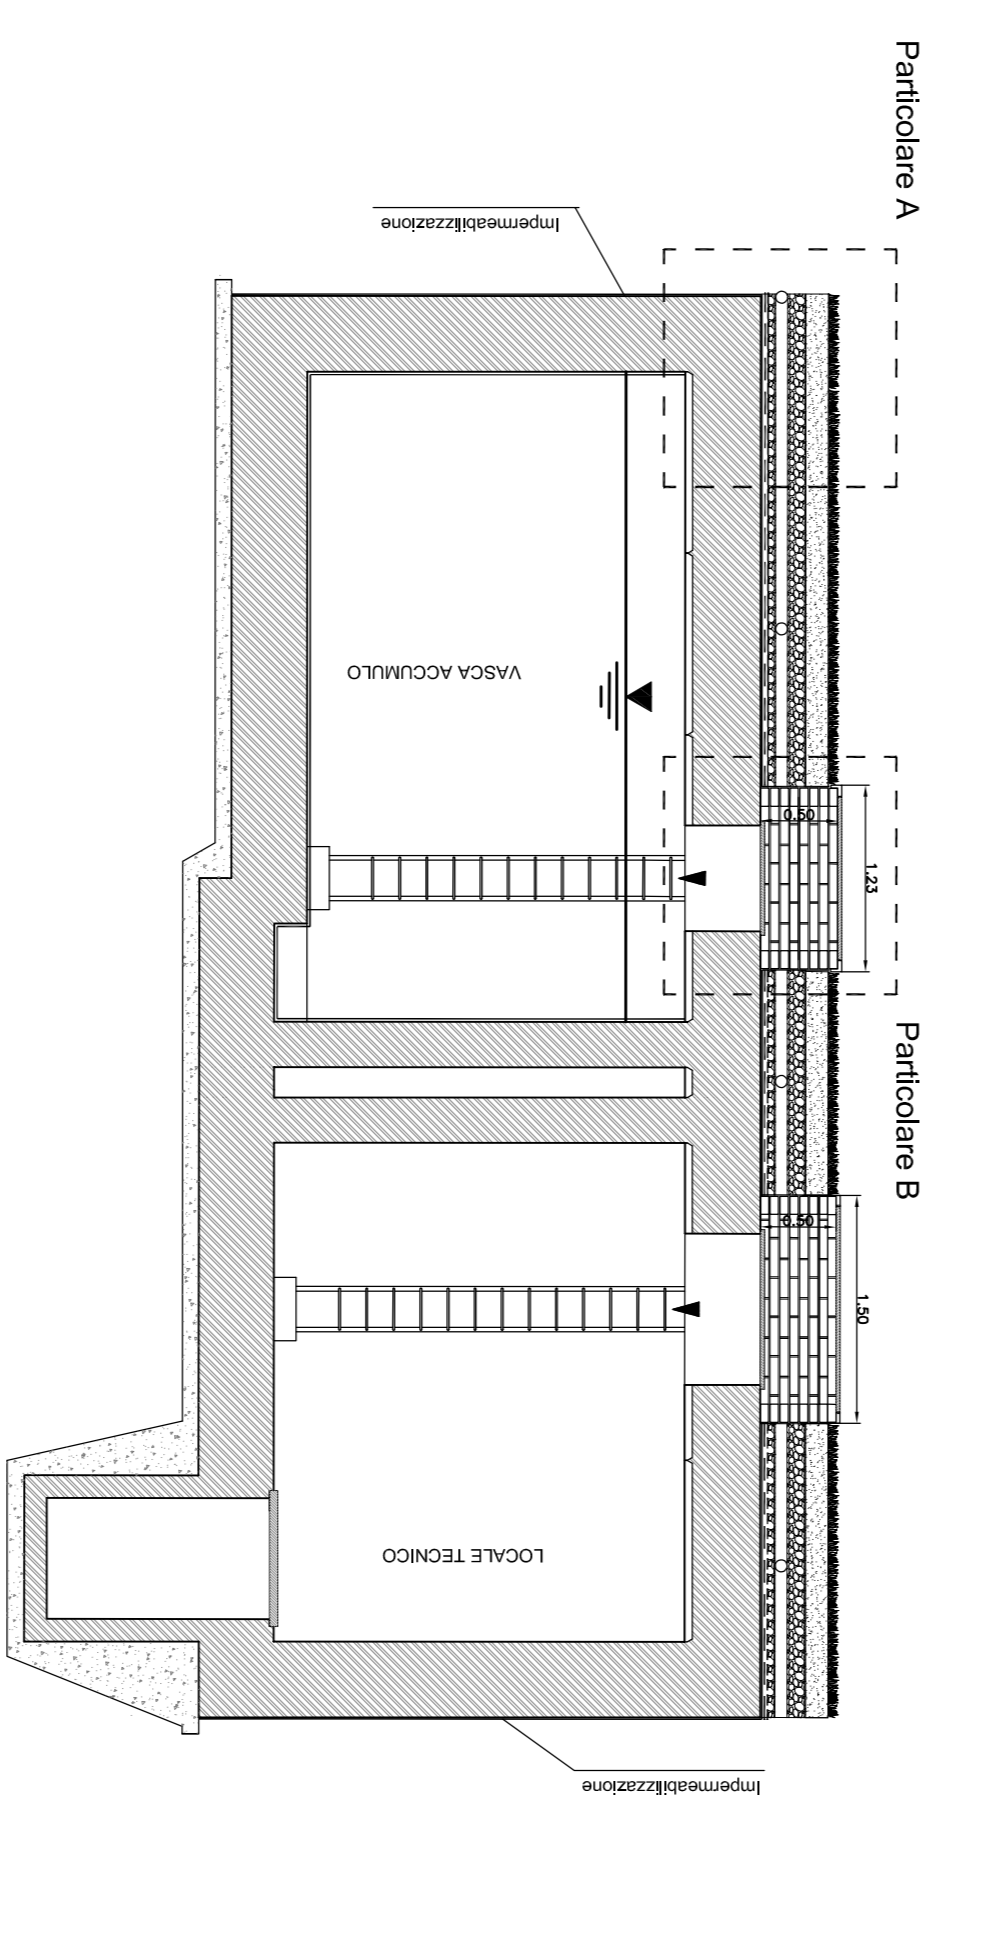 Particolare A
Impermeabilizzazione
VASCA ACCUMULO
0.50
1.23
Particolare B
0.50
1.50
LOCALE TECNICO
Impermeabilizzazione